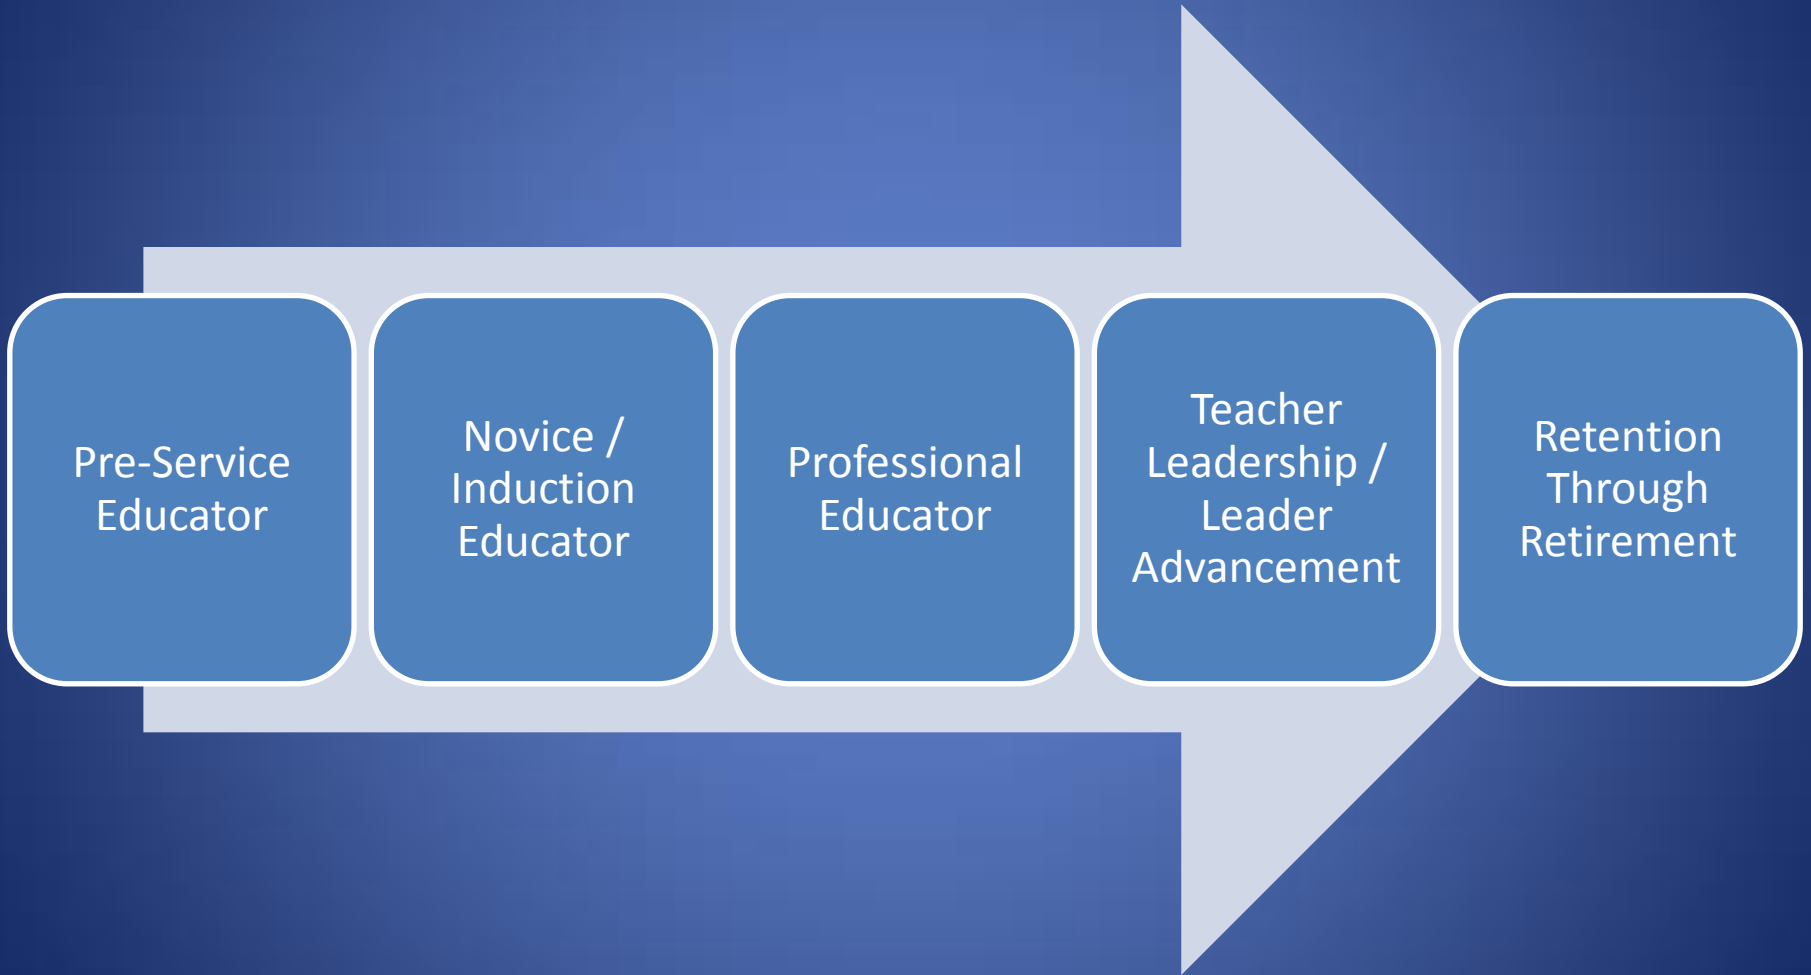 Pre-Service
Educator
Novice /
Induction
Educator
Professional
Educator
Teacher
Leadership /
Leader
Advancement
Retention
Through
Retirement